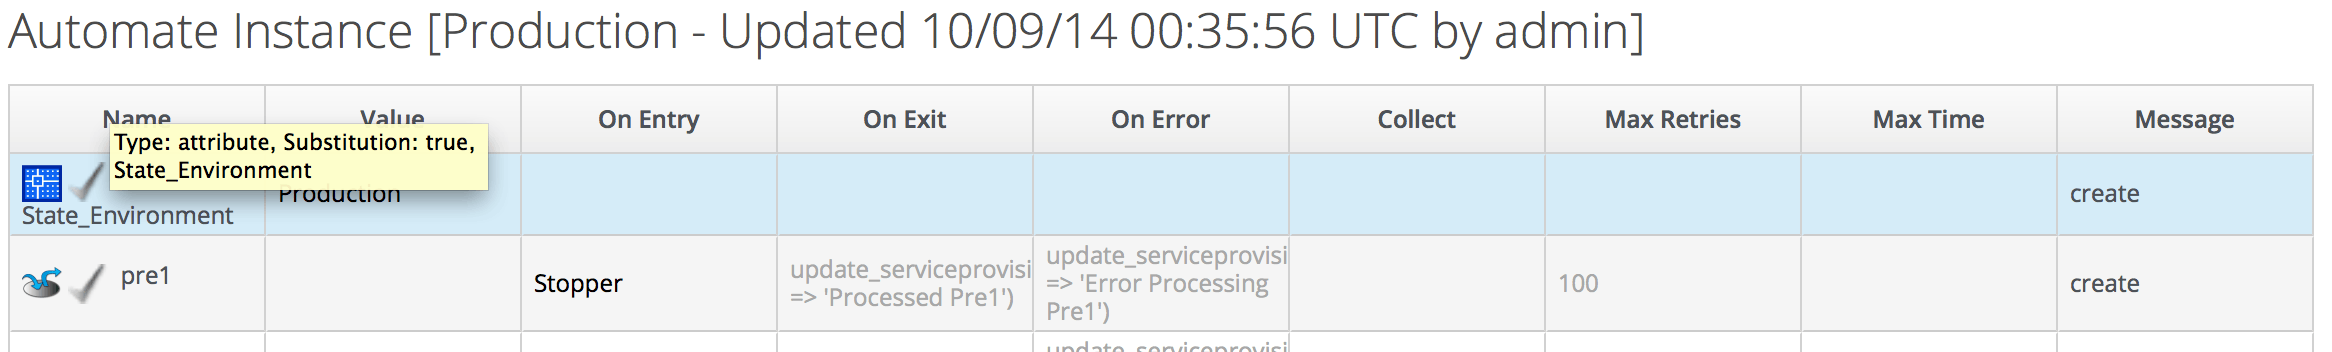 Automate Instance [Production - Updated 10/09/14 00:35:56 UTC by admin]
Name Value On Entry On Exit On Error Collect Max Retries Max Time Message
Type: attribute, Substitution: true,
State_Environment
Production
State_Environment
create
pre1
Stopper
update_serviceprovisi
=> 'Processed Pre1')
update_serviceprovisi
=> 'Error Processing
Pre1')
100
create
update_serviceprovisi